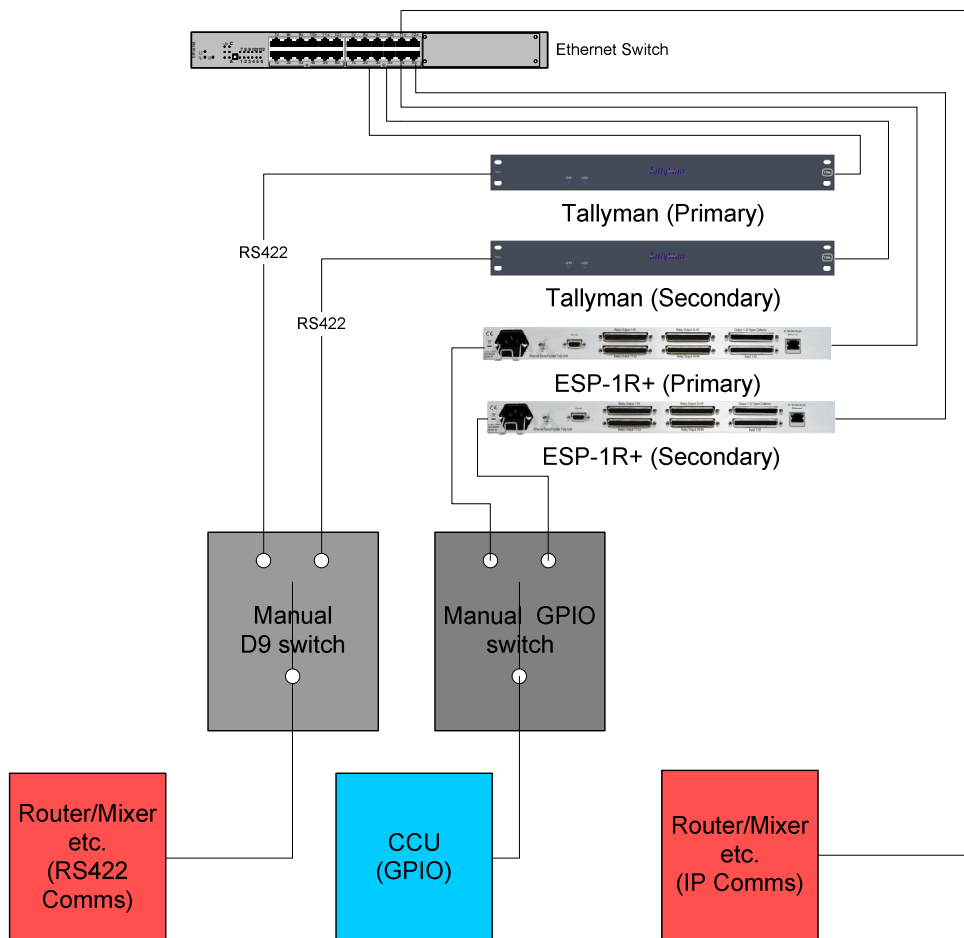 Ethernet Switch
Tallyman (Primary)
RS422
Tallyman (Secondary)
RS422
ESP-1R+ (Primary)
ESP-1R+ (Secondary)
Manual
D9 switch
Manual GPIO
switch
Router/Mixer
etc.
(RS422
Comms)
CCU
(GPIO)
Router/Mixer
etc.
(IP Comms)